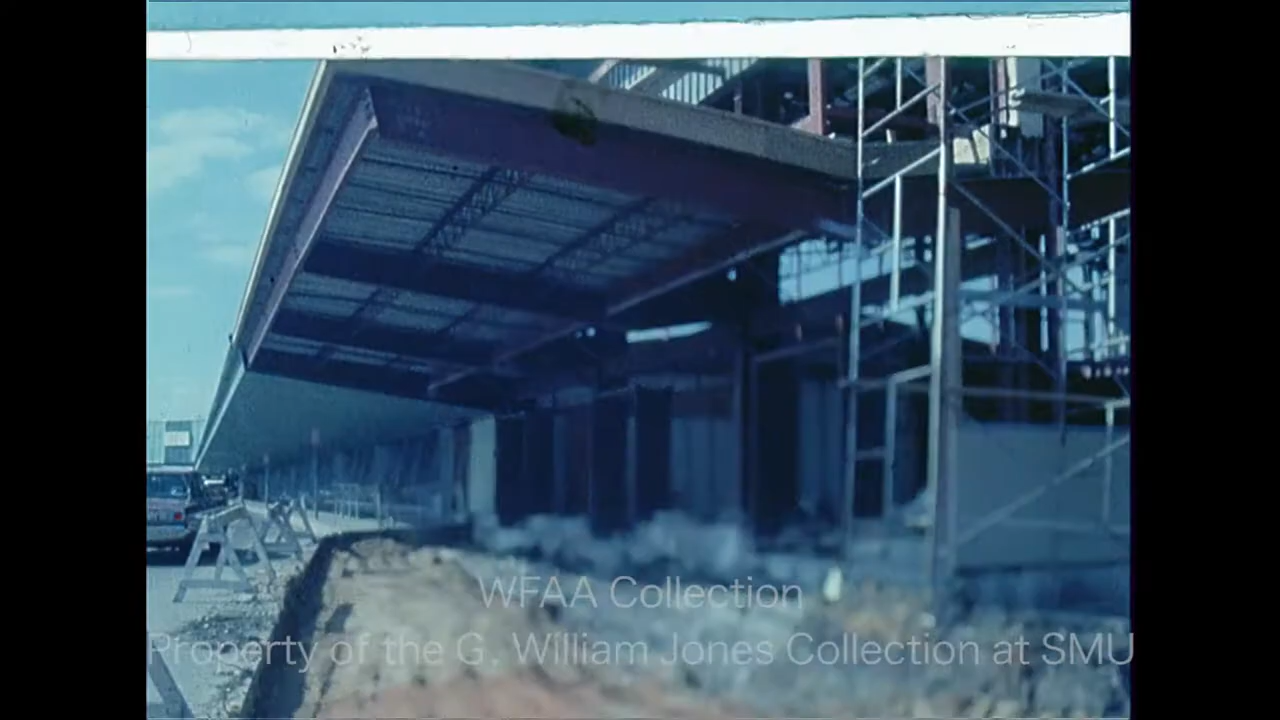 WFAA Collection
Property of the G. William Jones Collection at SMU